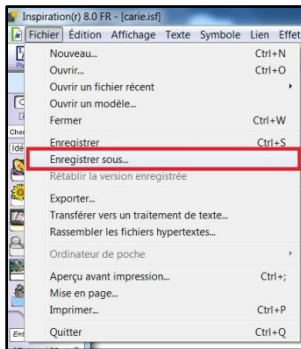 Inspiration(r) 8.0 FR - [carie.isf]
Fichier Édition Affichage Texte Symbole Lien Effet
Nouveau... Ctrl+N
Ouvrir... Ctrl+O
Ouvrir un fichier récent
Ouvrir un modèle...
Fermer Ctrl+W
Enregistrer Ctrl+S
Enregistrer sous...
Rétablir la version enregistrée
Exporter...
Transférer vers un traitement de texte...
Rassembler les fichiers hypertextes...
Ordinateur de poche
Aperçu avant impression... Ctrl+;
Mise en page...
Imprimer... Ctrl+P
Quitter Ctrl+Q